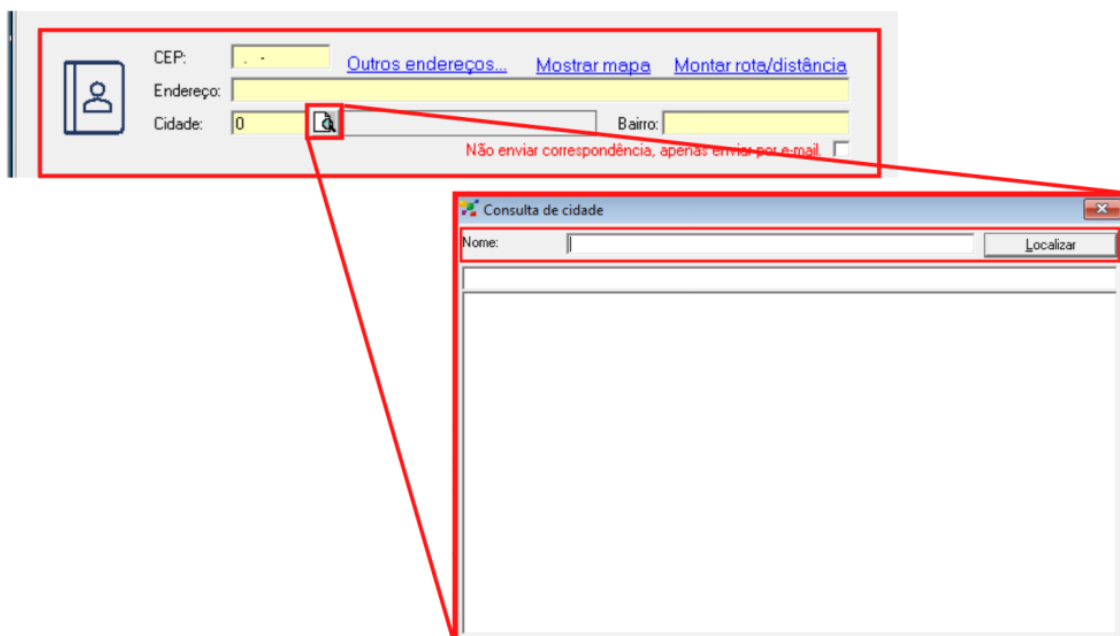 CEP: . - Outros endereços... Mostrar mapa Montar rota/distância
Endereço:
Cidade: 0 Bairro:
Não enviar correspondência, apenas enviar por e-mail.
Consulta de cidade
Nome: Localizar